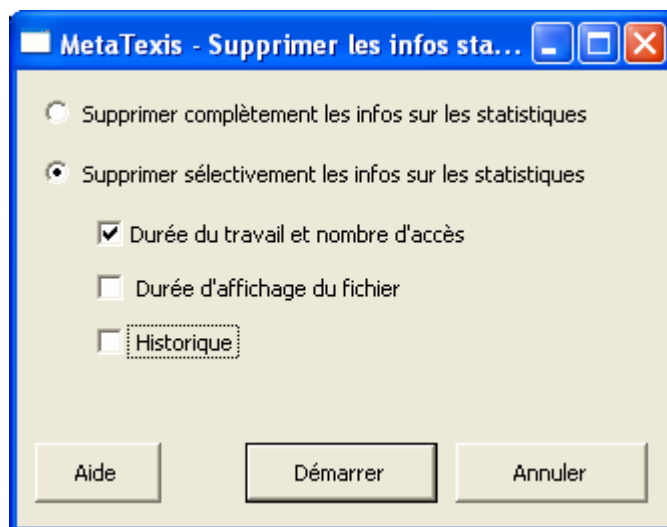 MetaTexis - Supprimer les infos sta...
Supprimer complètement les infos sur les statistiques
Supprimer sélectivement les infos sur les statistiques
Durée du travail et nombre d'accès
Durée d'affichage du fichier
Historique
Aide
Démarrer
Annuler